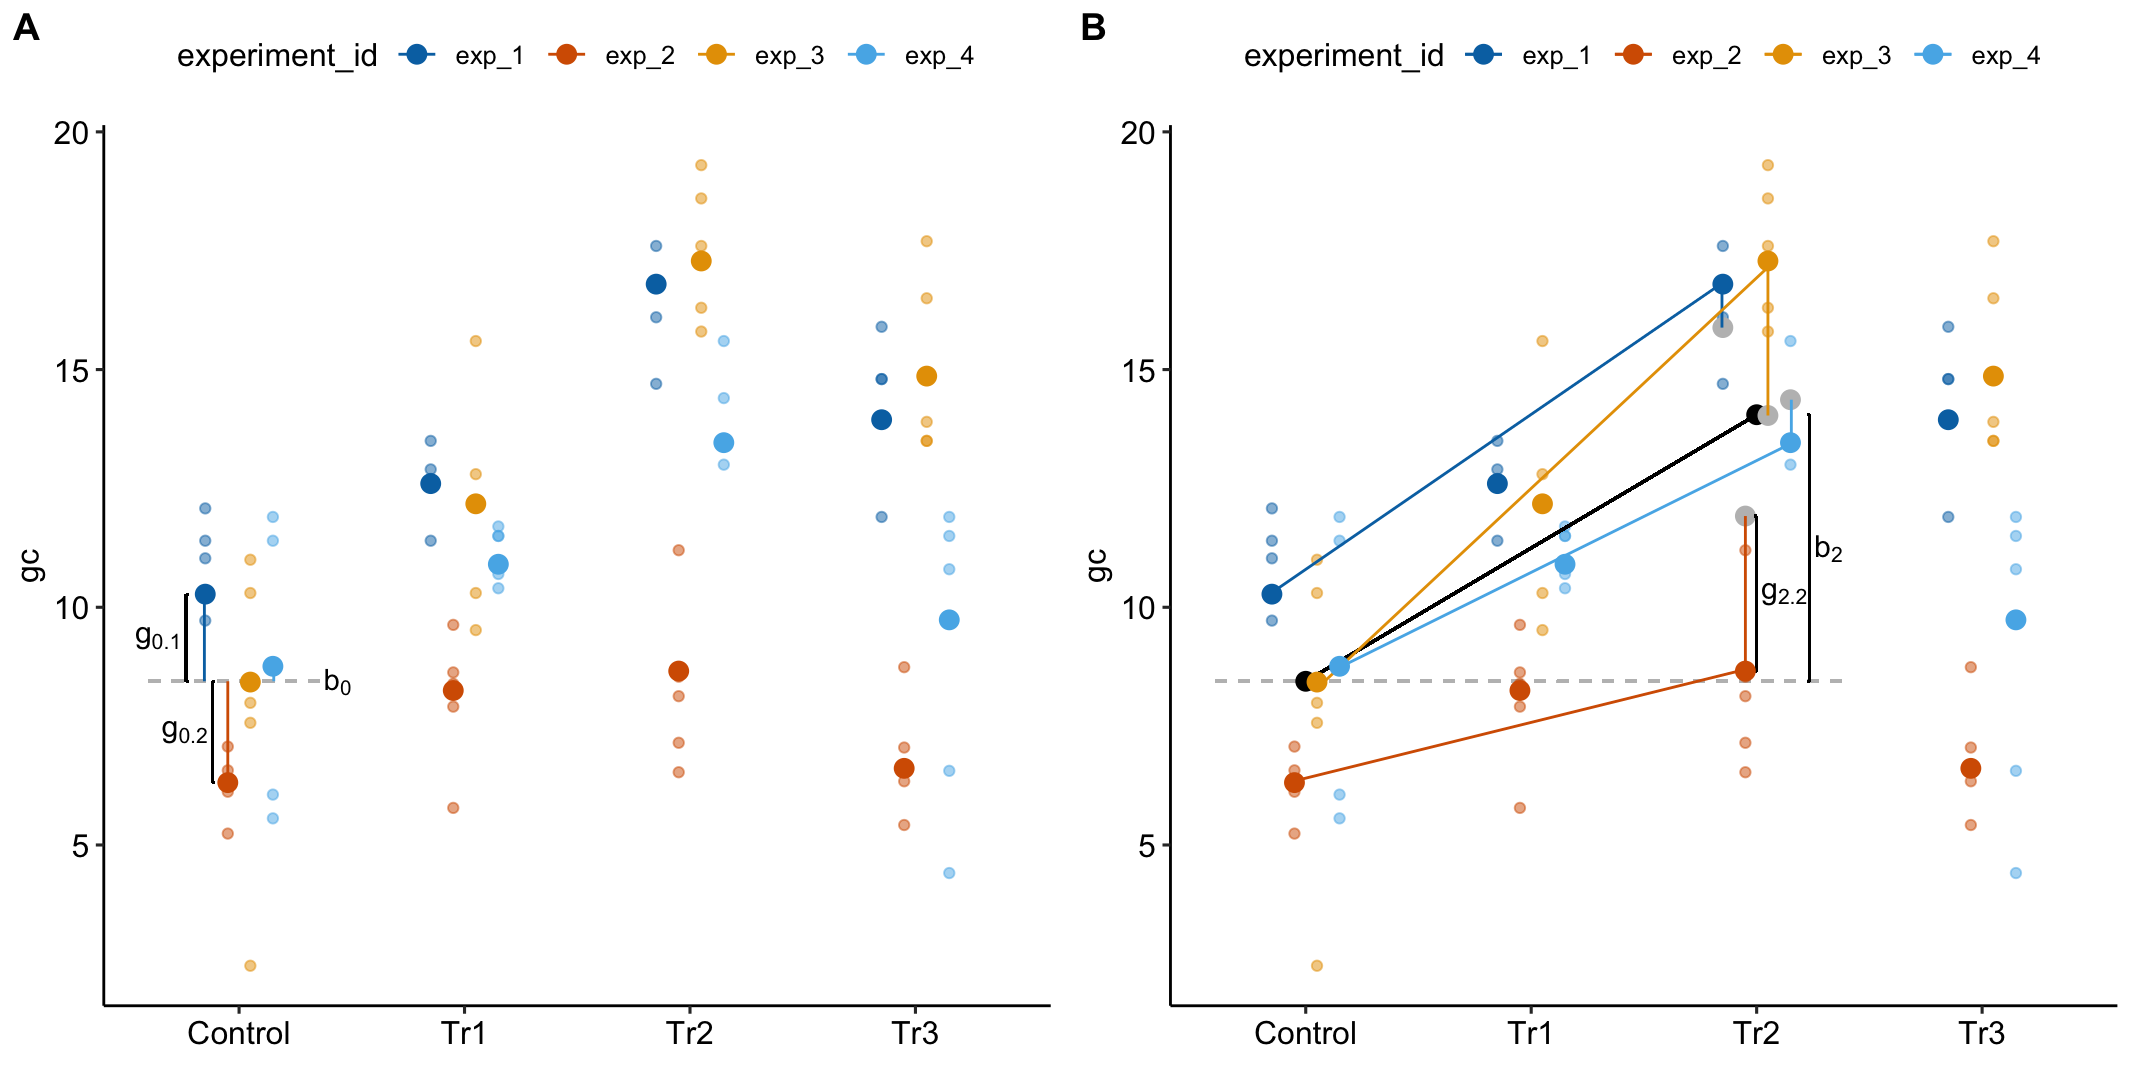 A
experiment_id exp_1 exp_2 exp_3 exp_4
20
15
10
5
gc
g0.1
g0.2
b0
Control Tr1 Tr2 Tr3
B
experiment_id exp_1 exp_2 exp_3 exp_4
20
15
10
5
gc
b2
g2.2
Control Tr1 Tr2 Tr3